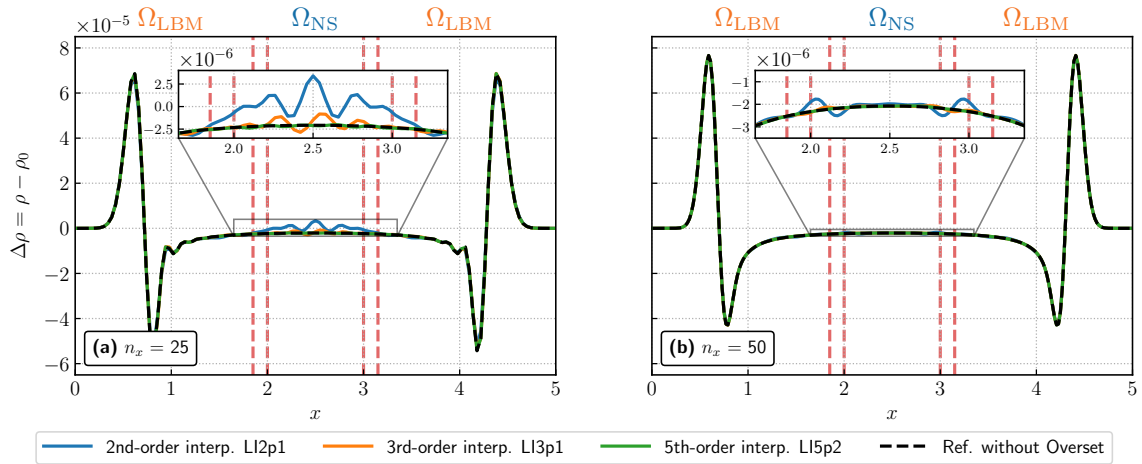 Ω_LBM Ω_NS Ω_LBM
×10⁻⁵
8
6
4
2
0
−2
−4
−6
Δρ = ρ − ρ₀
×10⁻⁶
2.5
0.0
−2.5
2.0 2.5 3.0
(a) nₓ = 25
0 1 2 3 4 5
x
Ω_LBM Ω_NS Ω_LBM
×10⁻⁶
−1
−2
−3
2.0 2.5 3.0
(b) nₓ = 50
0 1 2 3 4 5
x
2nd-order interp. LI2p1 3rd-order interp. LI3p1 5th-order interp. LI5p2 Ref. without Overset